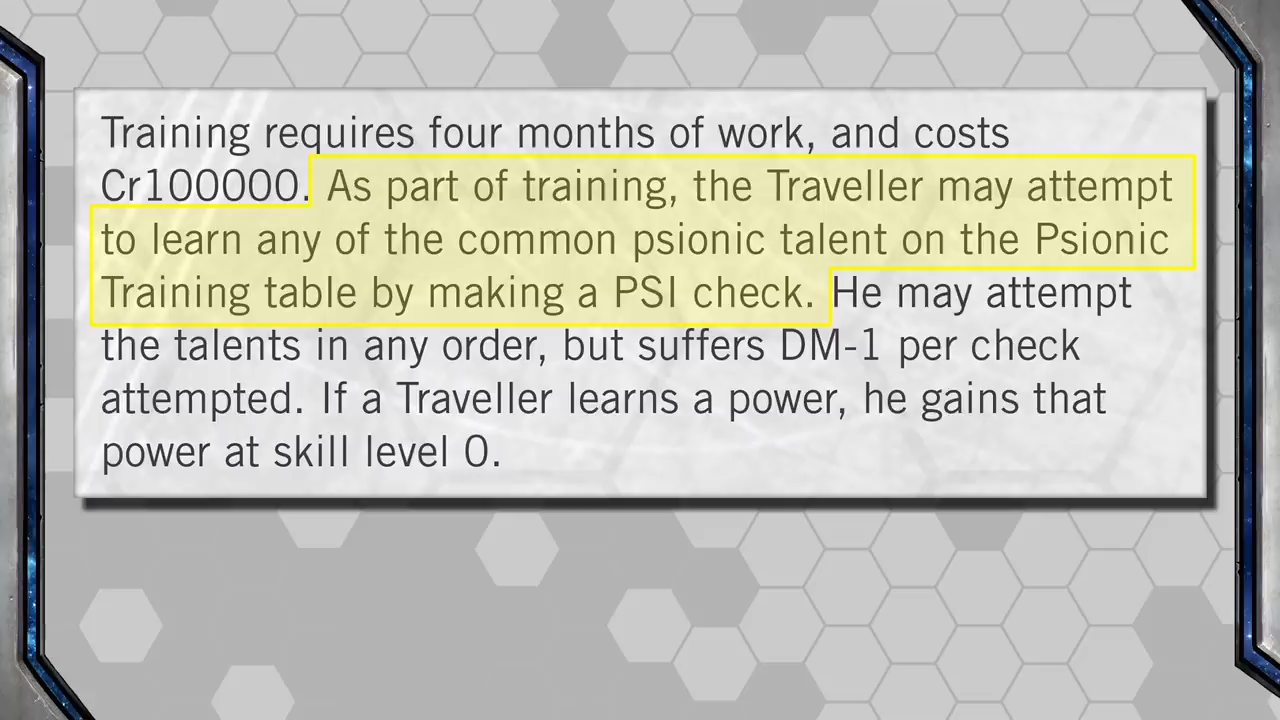 Training requires four months of work, and costs
Cr100000. As part of training, the Traveller may attempt
to learn any of the common psionic talent on the Psionic
Training table by making a PSI check. He may attempt
the talents in any order, but suffers DM-1 per check
attempted. If a Traveller learns a power, he gains that
power at skill level 0.